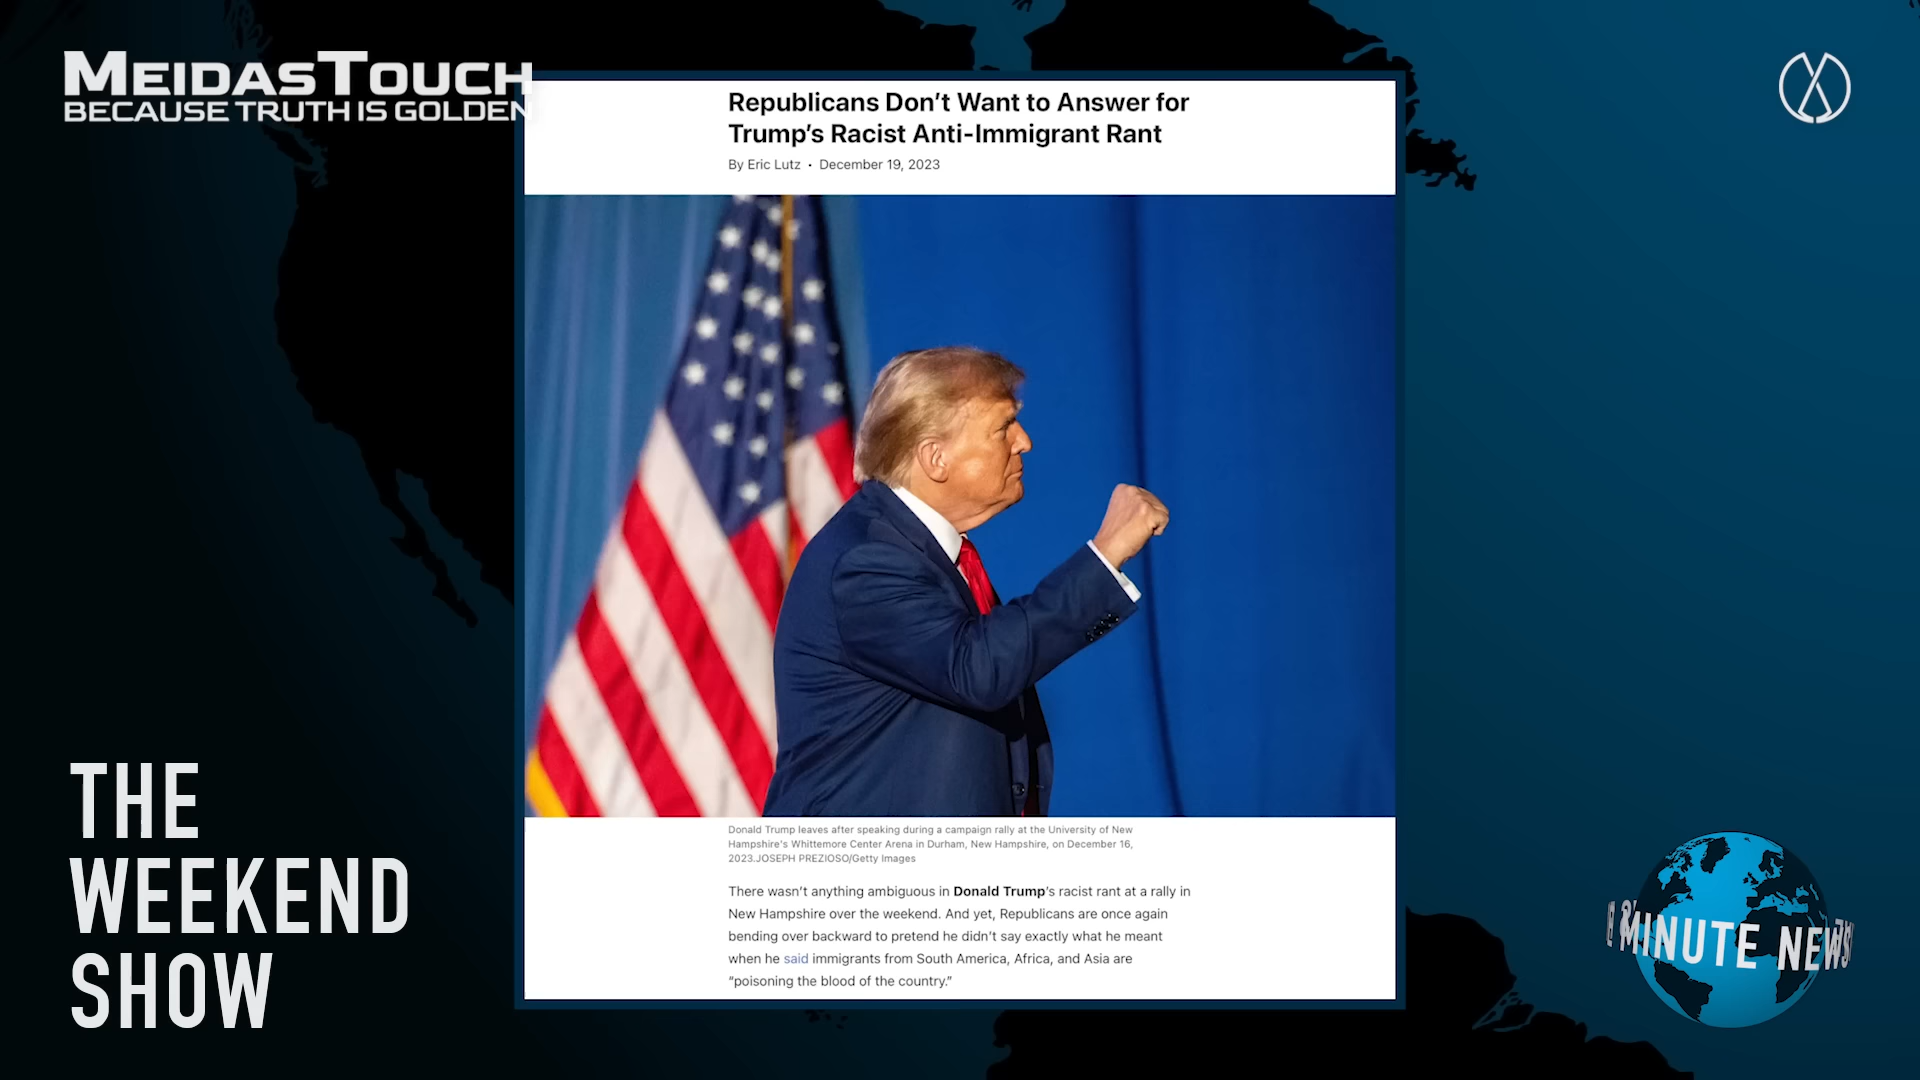 MEIDASTOUCH
BECAUSE TRUTH IS GOLDEN
Republicans Don’t Want to Answer for
Trump’s Racist Anti-Immigrant Rant
By Eric Lutz • December 19, 2023
Donald Trump leaves after speaking during a campaign rally at the University of New
Hampshire's Whittemore Center Arena in Durham, New Hampshire, on December 16,
2023.JOSEPH PREZIOSO/Getty Images
There wasn’t anything ambiguous in Donald Trump’s racist rant at a rally in
New Hampshire over the weekend. And yet, Republicans are once again
bending over backward to pretend he didn’t say exactly what he meant
when he said immigrants from South America, Africa, and Asia are
“poisoning the blood of the country.”
THE
WEEKEND
SHOW
MINUTE NEWS